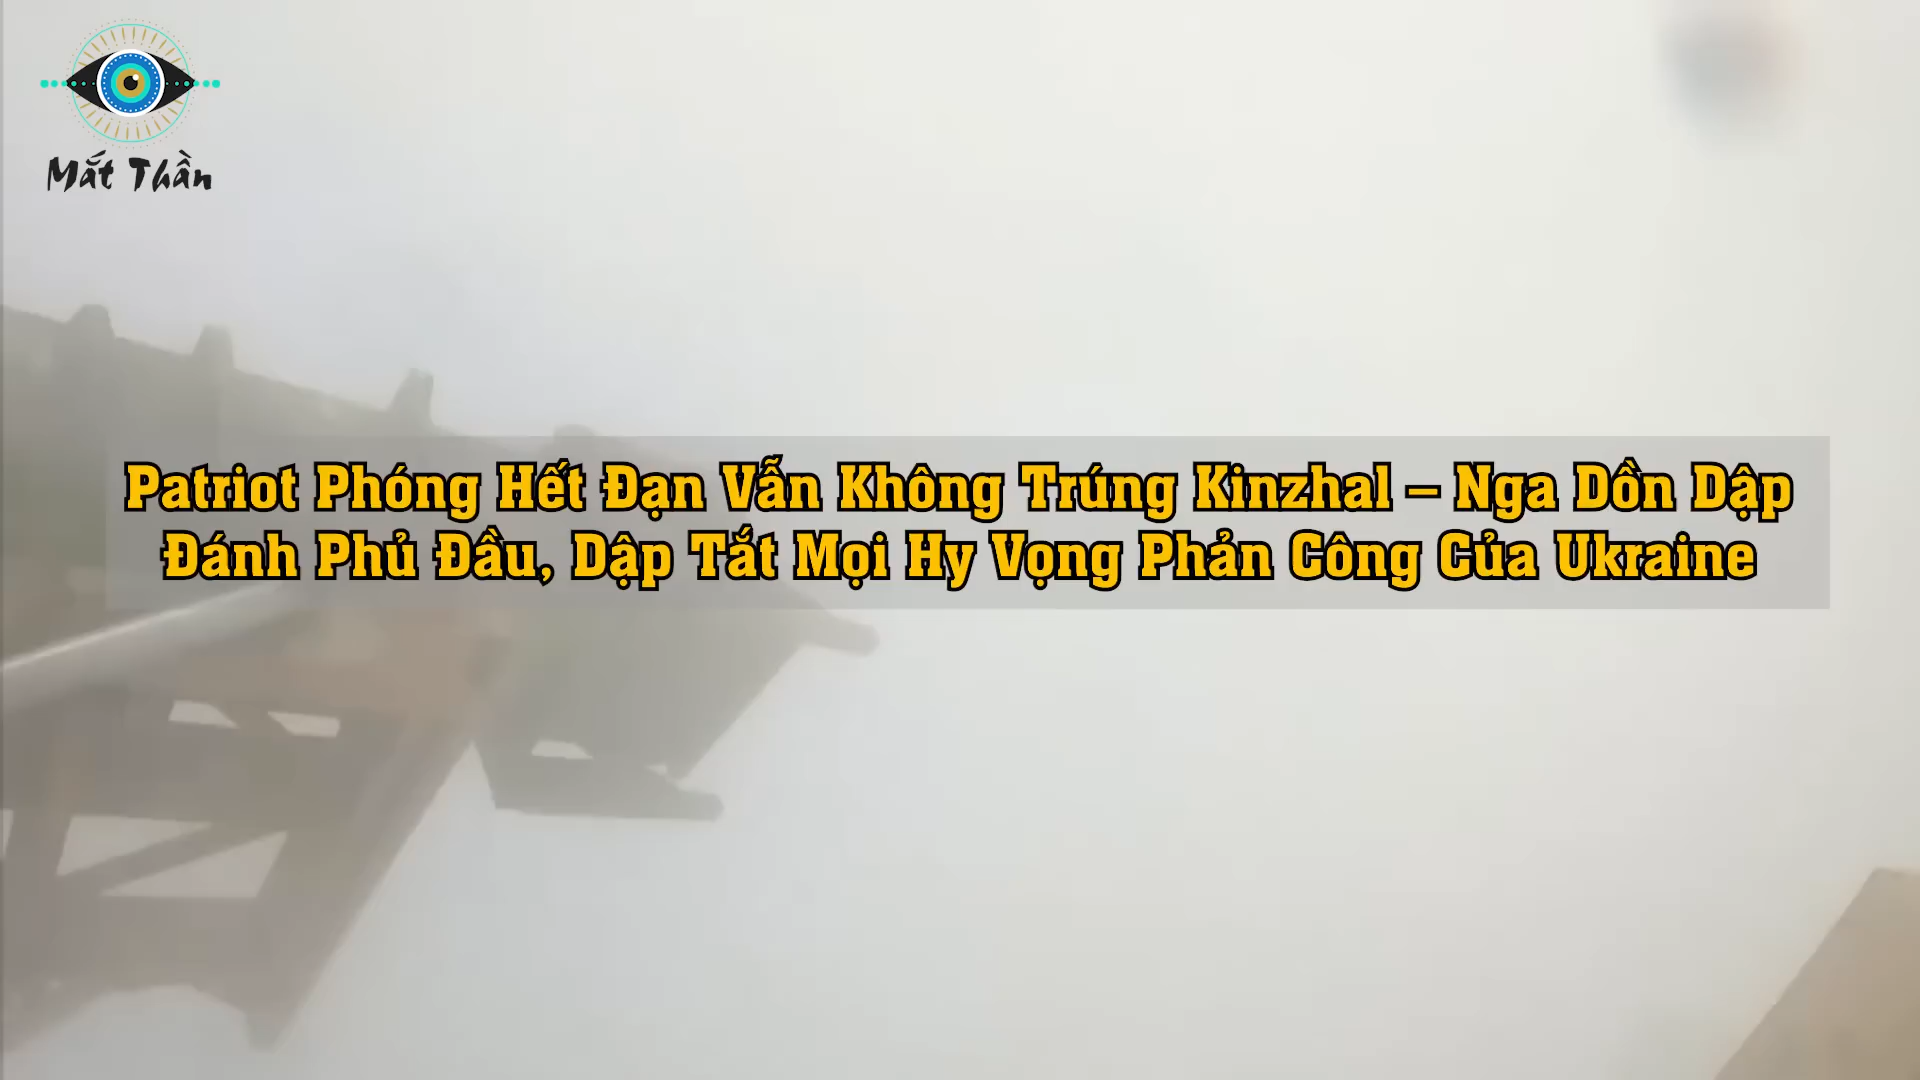 Mắt Thần
Patriot Phóng Hết Đạn Vẫn Không Trúng Kinzhal – Nga Dồn Dập
Đánh Phủ Đầu, Dập Tắt Mọi Hy Vọng Phản Công Của Ukraine